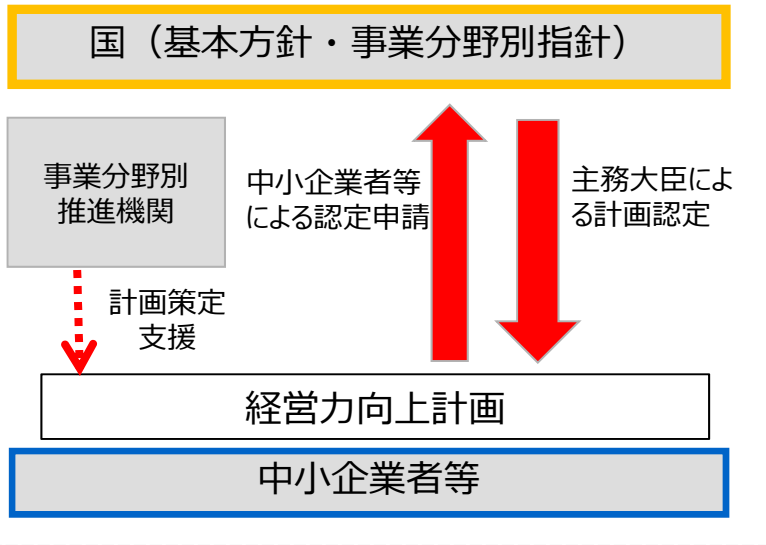 国（基本方針・事業分野別指針）
事業分野別
推進機関
中小企業者等
による認定申請
主務大臣によ
る計画認定
計画策定
支援
経営力向上計画
中小企業者等